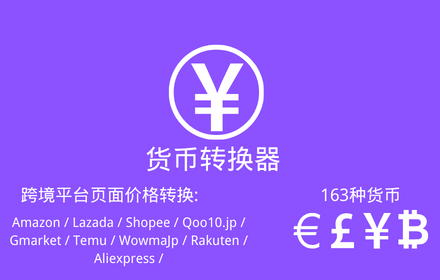 ¥
货币转换器
跨境平台页面价格转换:
Amazon / Lazada / Shopee / Qoo10.jp /
Gmarket / Temu / WowmaJp / Rakuten /
Aliexpress /
163种货币
€ £ ¥ ₿